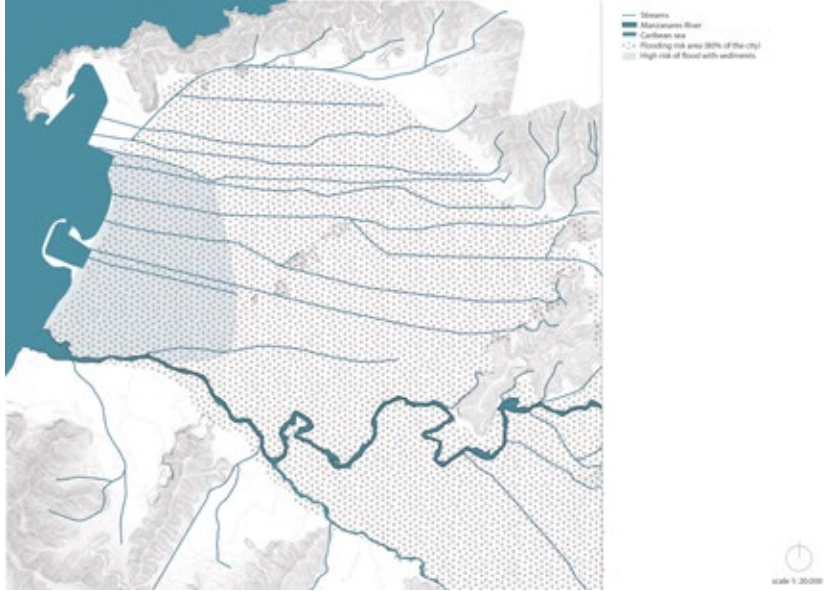 Streams
Manzanares River
Caribean sea
Flooding risk area (80% of the city)
High risk of flood with sediments
scale 1: 20.000